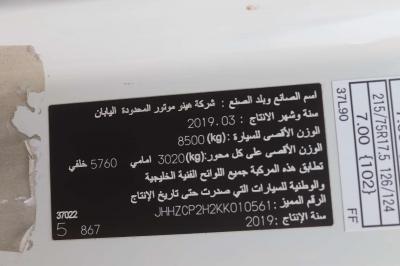 اسم الصانع وبلد الصنع : شركة هينو موتورز المحدودة اليابان
سنة وشهر الانتاج : 2019.03
الوزن الأقصى للسيارة :(kg) 8500
الوزن الأقصى على كل محور:(kg) 3020 امامي 5760 خلفي
تطابق هذه المركبة جميع اللوائح الفنية الخليجية
والوطنية للسيارات التي صدرت حتى تاريخ الإنتاج
الرقم المميز : JHHZCP2H2KK010561
سنة الإنتاج :2019
37022
5 867
37L90
215/75R17.5 126/124
7.00 {102}
FF